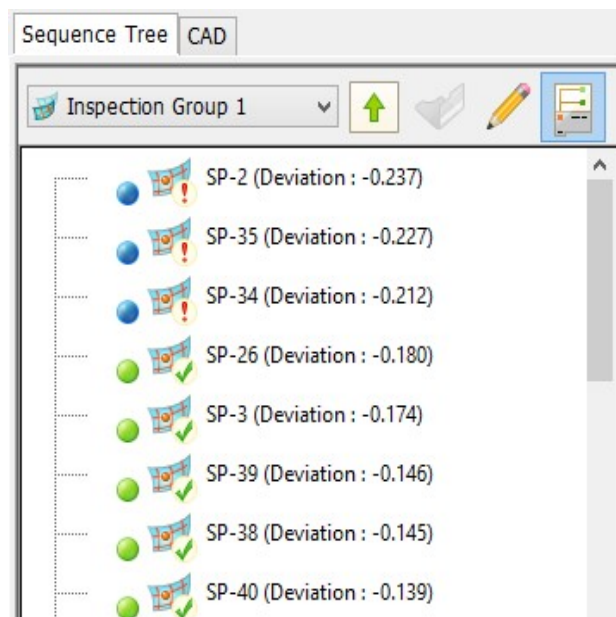 Sequence Tree CAD
Inspection Group 1
SP-2 (Deviation : -0.237)
SP-35 (Deviation : -0.227)
SP-34 (Deviation : -0.212)
SP-26 (Deviation : -0.180)
SP-3 (Deviation : -0.174)
SP-39 (Deviation : -0.146)
SP-38 (Deviation : -0.145)
SP-40 (Deviation : -0.139)